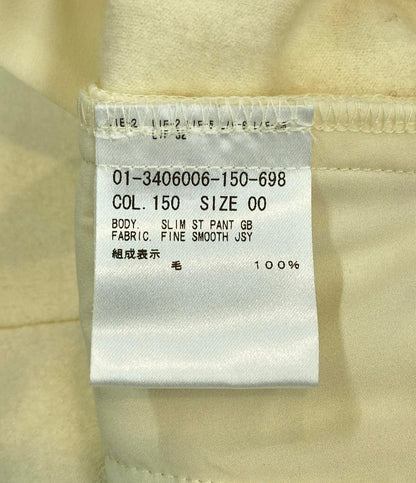 01-3406006-150-698
COL. 150 SIZE 00
BODY. SLIM ST PANT GB
FABRIC. FINE SMOOTH JSY
組成表示
毛 100%